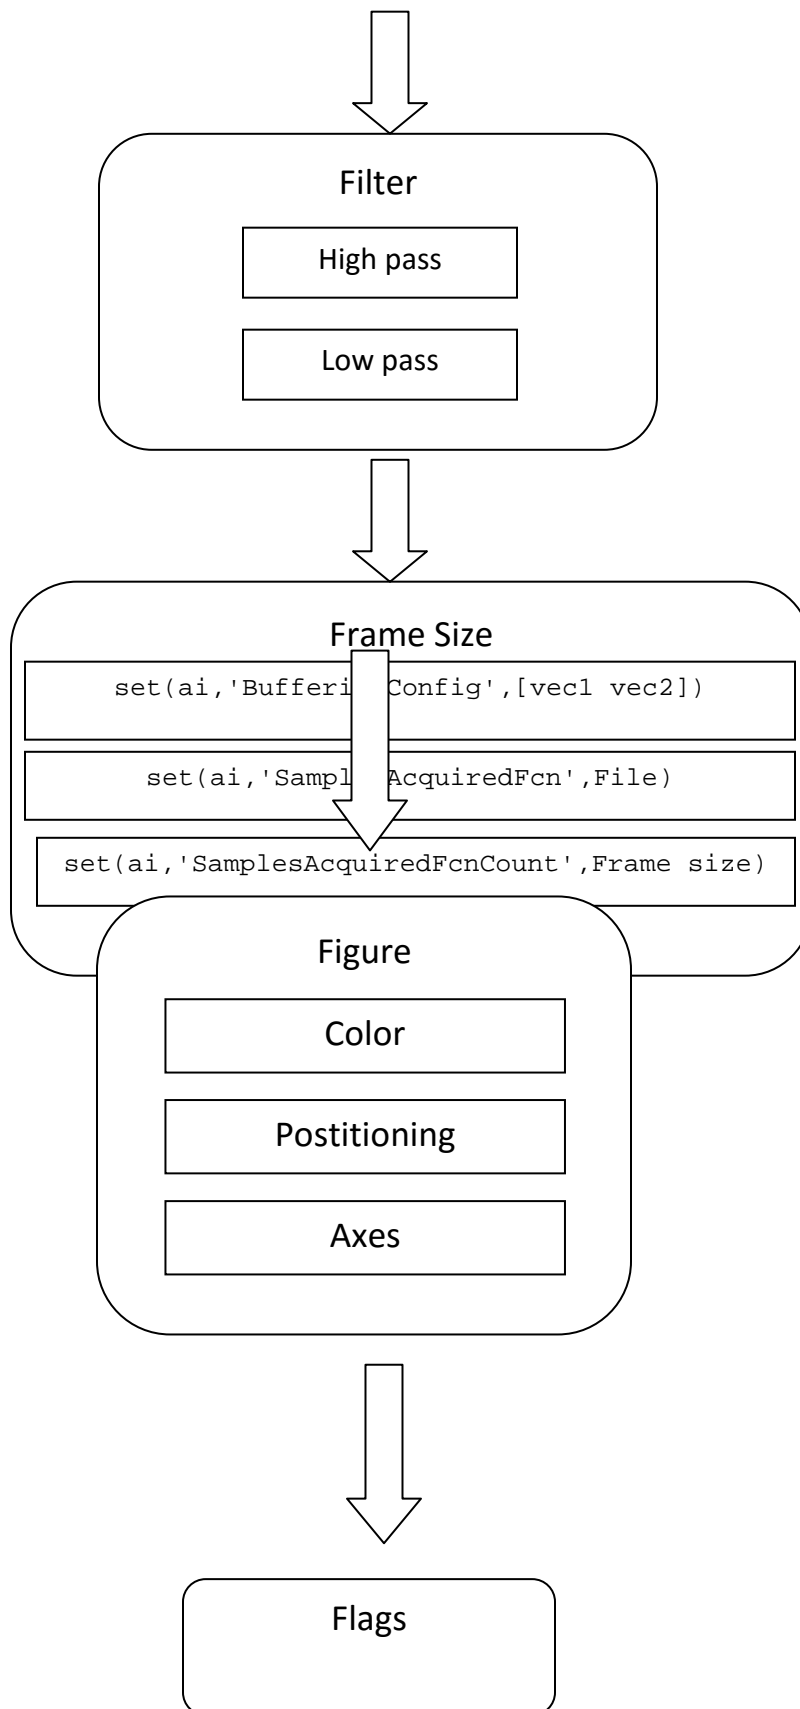 Filter
High pass
Low pass
Frame Size
set(ai,'Bufferi Config',[vec1 vec2])
set(ai,'Sampl AcquiredFcn',File)
set(ai,'SamplesAcquiredFcnCount',Frame size)
Figure
Color
Postitioning
Axes
Flags